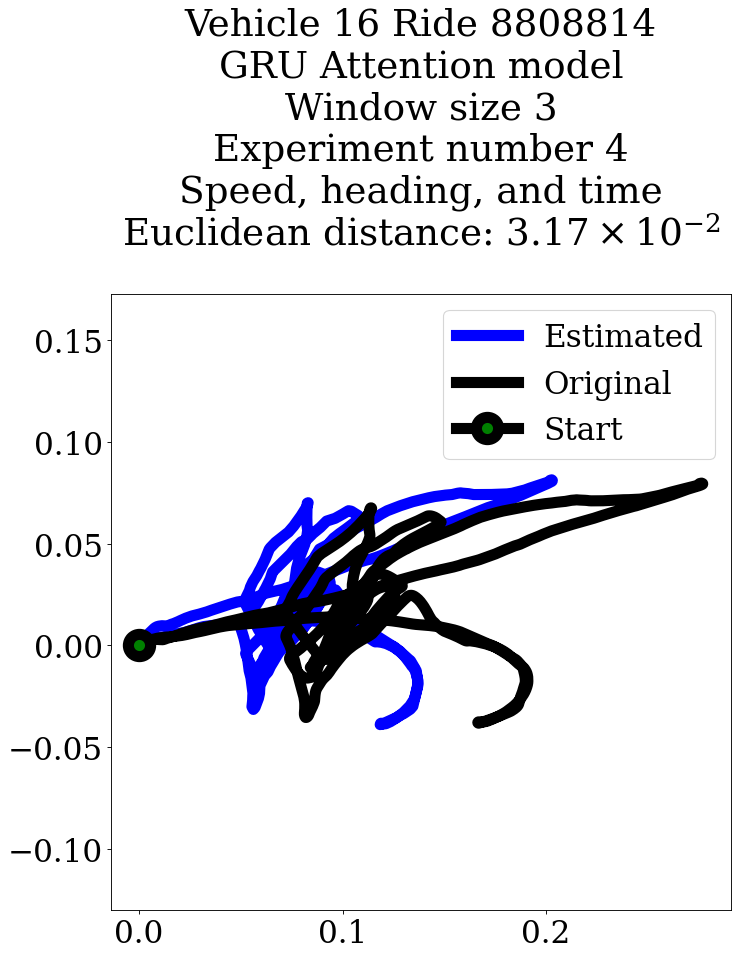 Vehicle 16 Ride 8808814
GRU Attention model
Window size 3
Experiment number 4
Speed, heading, and time
Euclidean distance: 3.17 × 10⁻²
Estimated
Original
Start
0.15
0.10
0.05
0.00
−0.05
−0.10
0.0 0.1 0.2